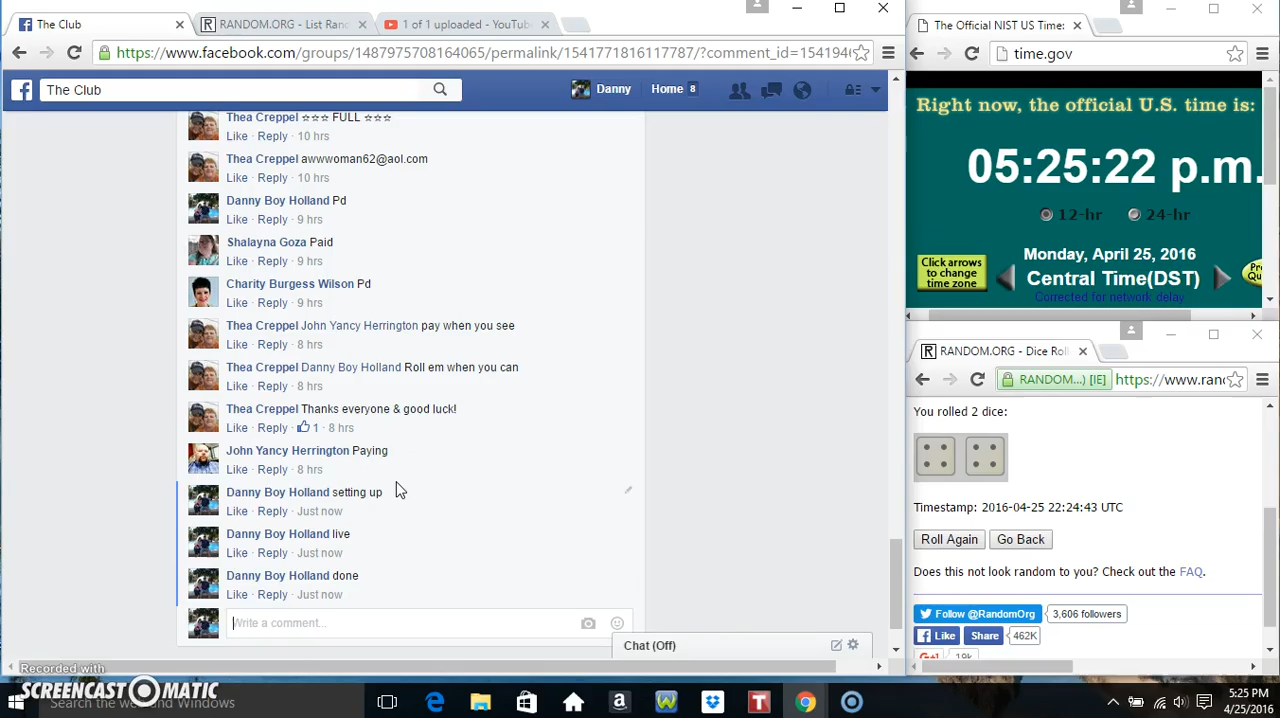 The Club
RANDOM.ORG - List Ran
1 of 1 uploaded - YouTube
https://www.facebook.com/groups/1487975708164065/permalink/1541771816117787/?comment_id=154194
The Club
Danny
Home 8
Thea Creppel ☆☆☆ FULL ☆☆☆
Like · Reply · 10 hrs
Thea Creppel awwwoman62@aol.com
Like · Reply · 10 hrs
Danny Boy Holland Pd
Like · Reply · 9 hrs
Shalayna Goza Paid
Like · Reply · 9 hrs
Charity Burgess Wilson Pd
Like · Reply · 9 hrs
Thea Creppel John Yancy Herrington pay when you see
Like · Reply · 8 hrs
Thea Creppel Danny Boy Holland Roll em when you can
Like · Reply · 8 hrs
Thea Creppel Thanks everyone & good luck!
Like · Reply · 1 · 8 hrs
John Yancy Herrington Paying
Like · Reply · 8 hrs
Danny Boy Holland setting up
Like · Reply · Just now
Danny Boy Holland live
Like · Reply · Just now
Danny Boy Holland done
Like · Reply · Just now
Write a comment...
Chat (Off)
Recorded with
SCREENCAST-O-MATIC
Search the web and Windows
The Official NIST US Time:
time.gov
Right now, the official U.S. time is:
05:25:22 p.m.
12-hr 24-hr
Click arrows to change time zone
Monday, April 25, 2016
Central Time(DST)
Corrected for network delay
RANDOM.ORG - Dice Roll
RANDOM...) [IE] https://www.ran
You rolled 2 dice:
Timestamp: 2016-04-25 22:24:43 UTC
Roll Again Go Back
Does this not look random to you? Check out the FAQ.
Follow @RandomOrg 3,606 followers
Like Share 462K
19k
5:25 PM
4/25/2016